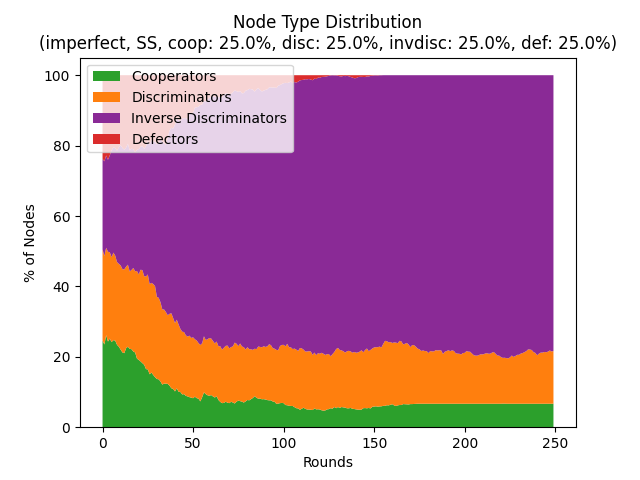 Node Type Distribution
(imperfect, SS, coop: 25.0%, disc: 25.0%, invdisc: 25.0%, def: 25.0%)
Cooperators
Discriminators
Inverse Discriminators
Defectors
% of Nodes
100
80
60
40
20
0
0 50 100 150 200 250
Rounds